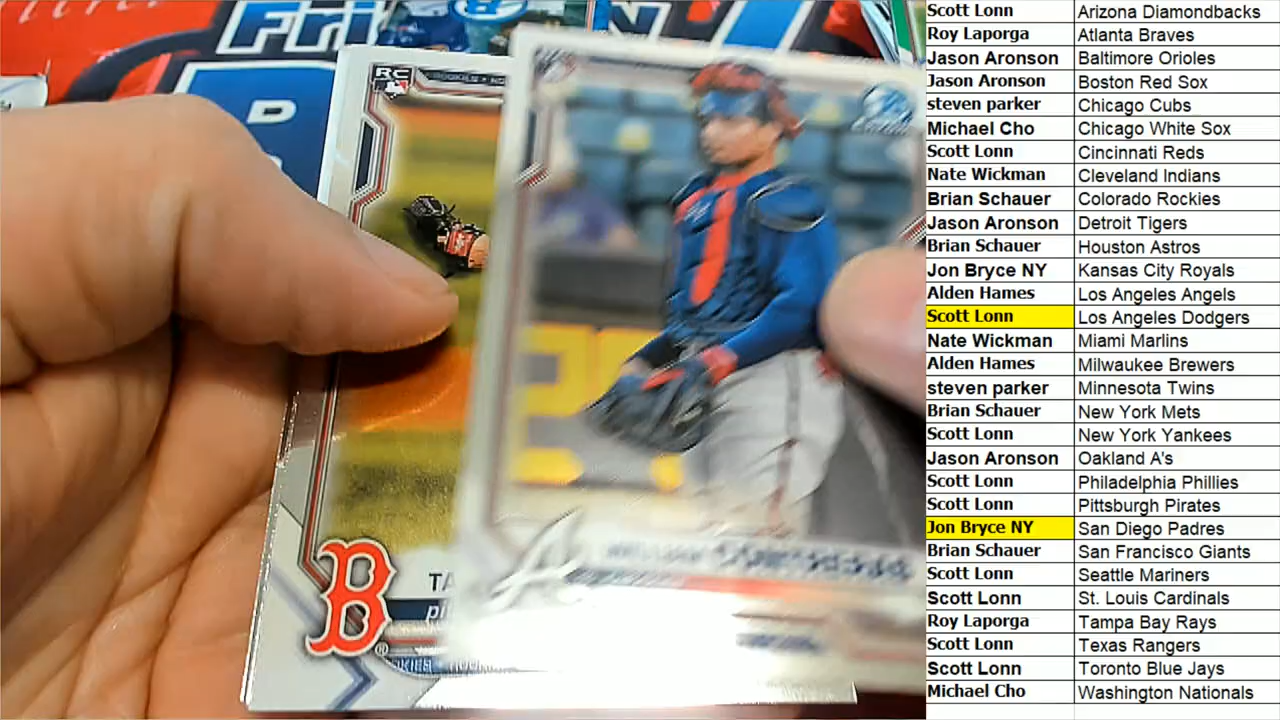 Fri
RC
B
TA
pi
Scott Lonn Arizona Diamondbacks
Roy Laporga Atlanta Braves
Jason Aronson Baltimore Orioles
Jason Aronson Boston Red Sox
steven parker Chicago Cubs
Michael Cho Chicago White Sox
Scott Lonn Cincinnati Reds
Nate Wickman Cleveland Indians
Brian Schauer Colorado Rockies
Jason Aronson Detroit Tigers
Brian Schauer Houston Astros
Jon Bryce NY Kansas City Royals
Alden Hames Los Angeles Angels
Scott Lonn Los Angeles Dodgers
Nate Wickman Miami Marlins
Alden Hames Milwaukee Brewers
steven parker Minnesota Twins
Brian Schauer New York Mets
Scott Lonn New York Yankees
Jason Aronson Oakland A's
Scott Lonn Philadelphia Phillies
Scott Lonn Pittsburgh Pirates
Jon Bryce NY San Diego Padres
Brian Schauer San Francisco Giants
Scott Lonn Seattle Mariners
Scott Lonn St. Louis Cardinals
Roy Laporga Tampa Bay Rays
Scott Lonn Texas Rangers
Scott Lonn Toronto Blue Jays
Michael Cho Washington Nationals